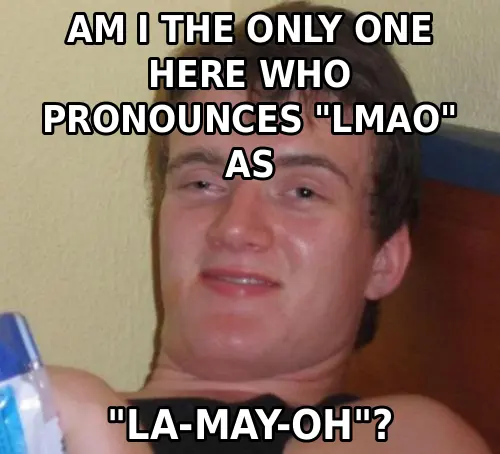 AM I THE ONLY ONE
HERE WHO
PRONOUNCES "LMAO"
AS
"LA-MAY-OH"?